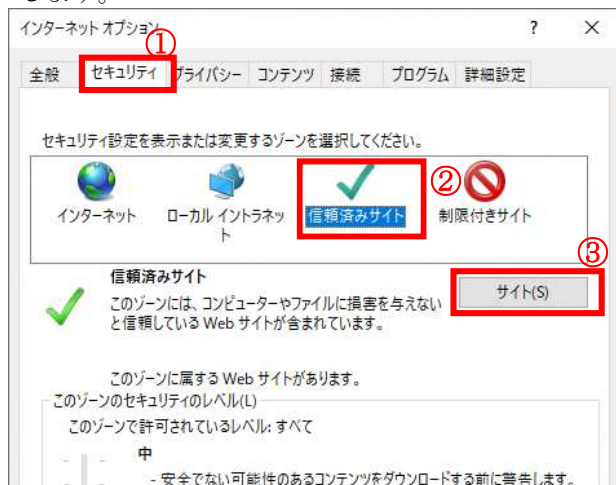 します。
インターネット オプション ? ×
①
全般 セキュリティ プライバシー コンテンツ 接続 プログラム 詳細設定
セキュリティ設定を表示または変更するゾーンを選択してください。
②
インターネット ローカル イントラネット 信頼済みサイト 制限付きサイト
③
信頼済みサイト
サイト(S)
このゾーンには、コンピューターやファイルに損害を与えない
と信頼している Web サイトが含まれています。
このゾーンに属する Web サイトがあります。
このゾーンのセキュリティのレベル(L)
このゾーンで許可されているレベル: すべて
中
- 安全でない可能性のあるコンテンツをダウンロードする前に警告します。